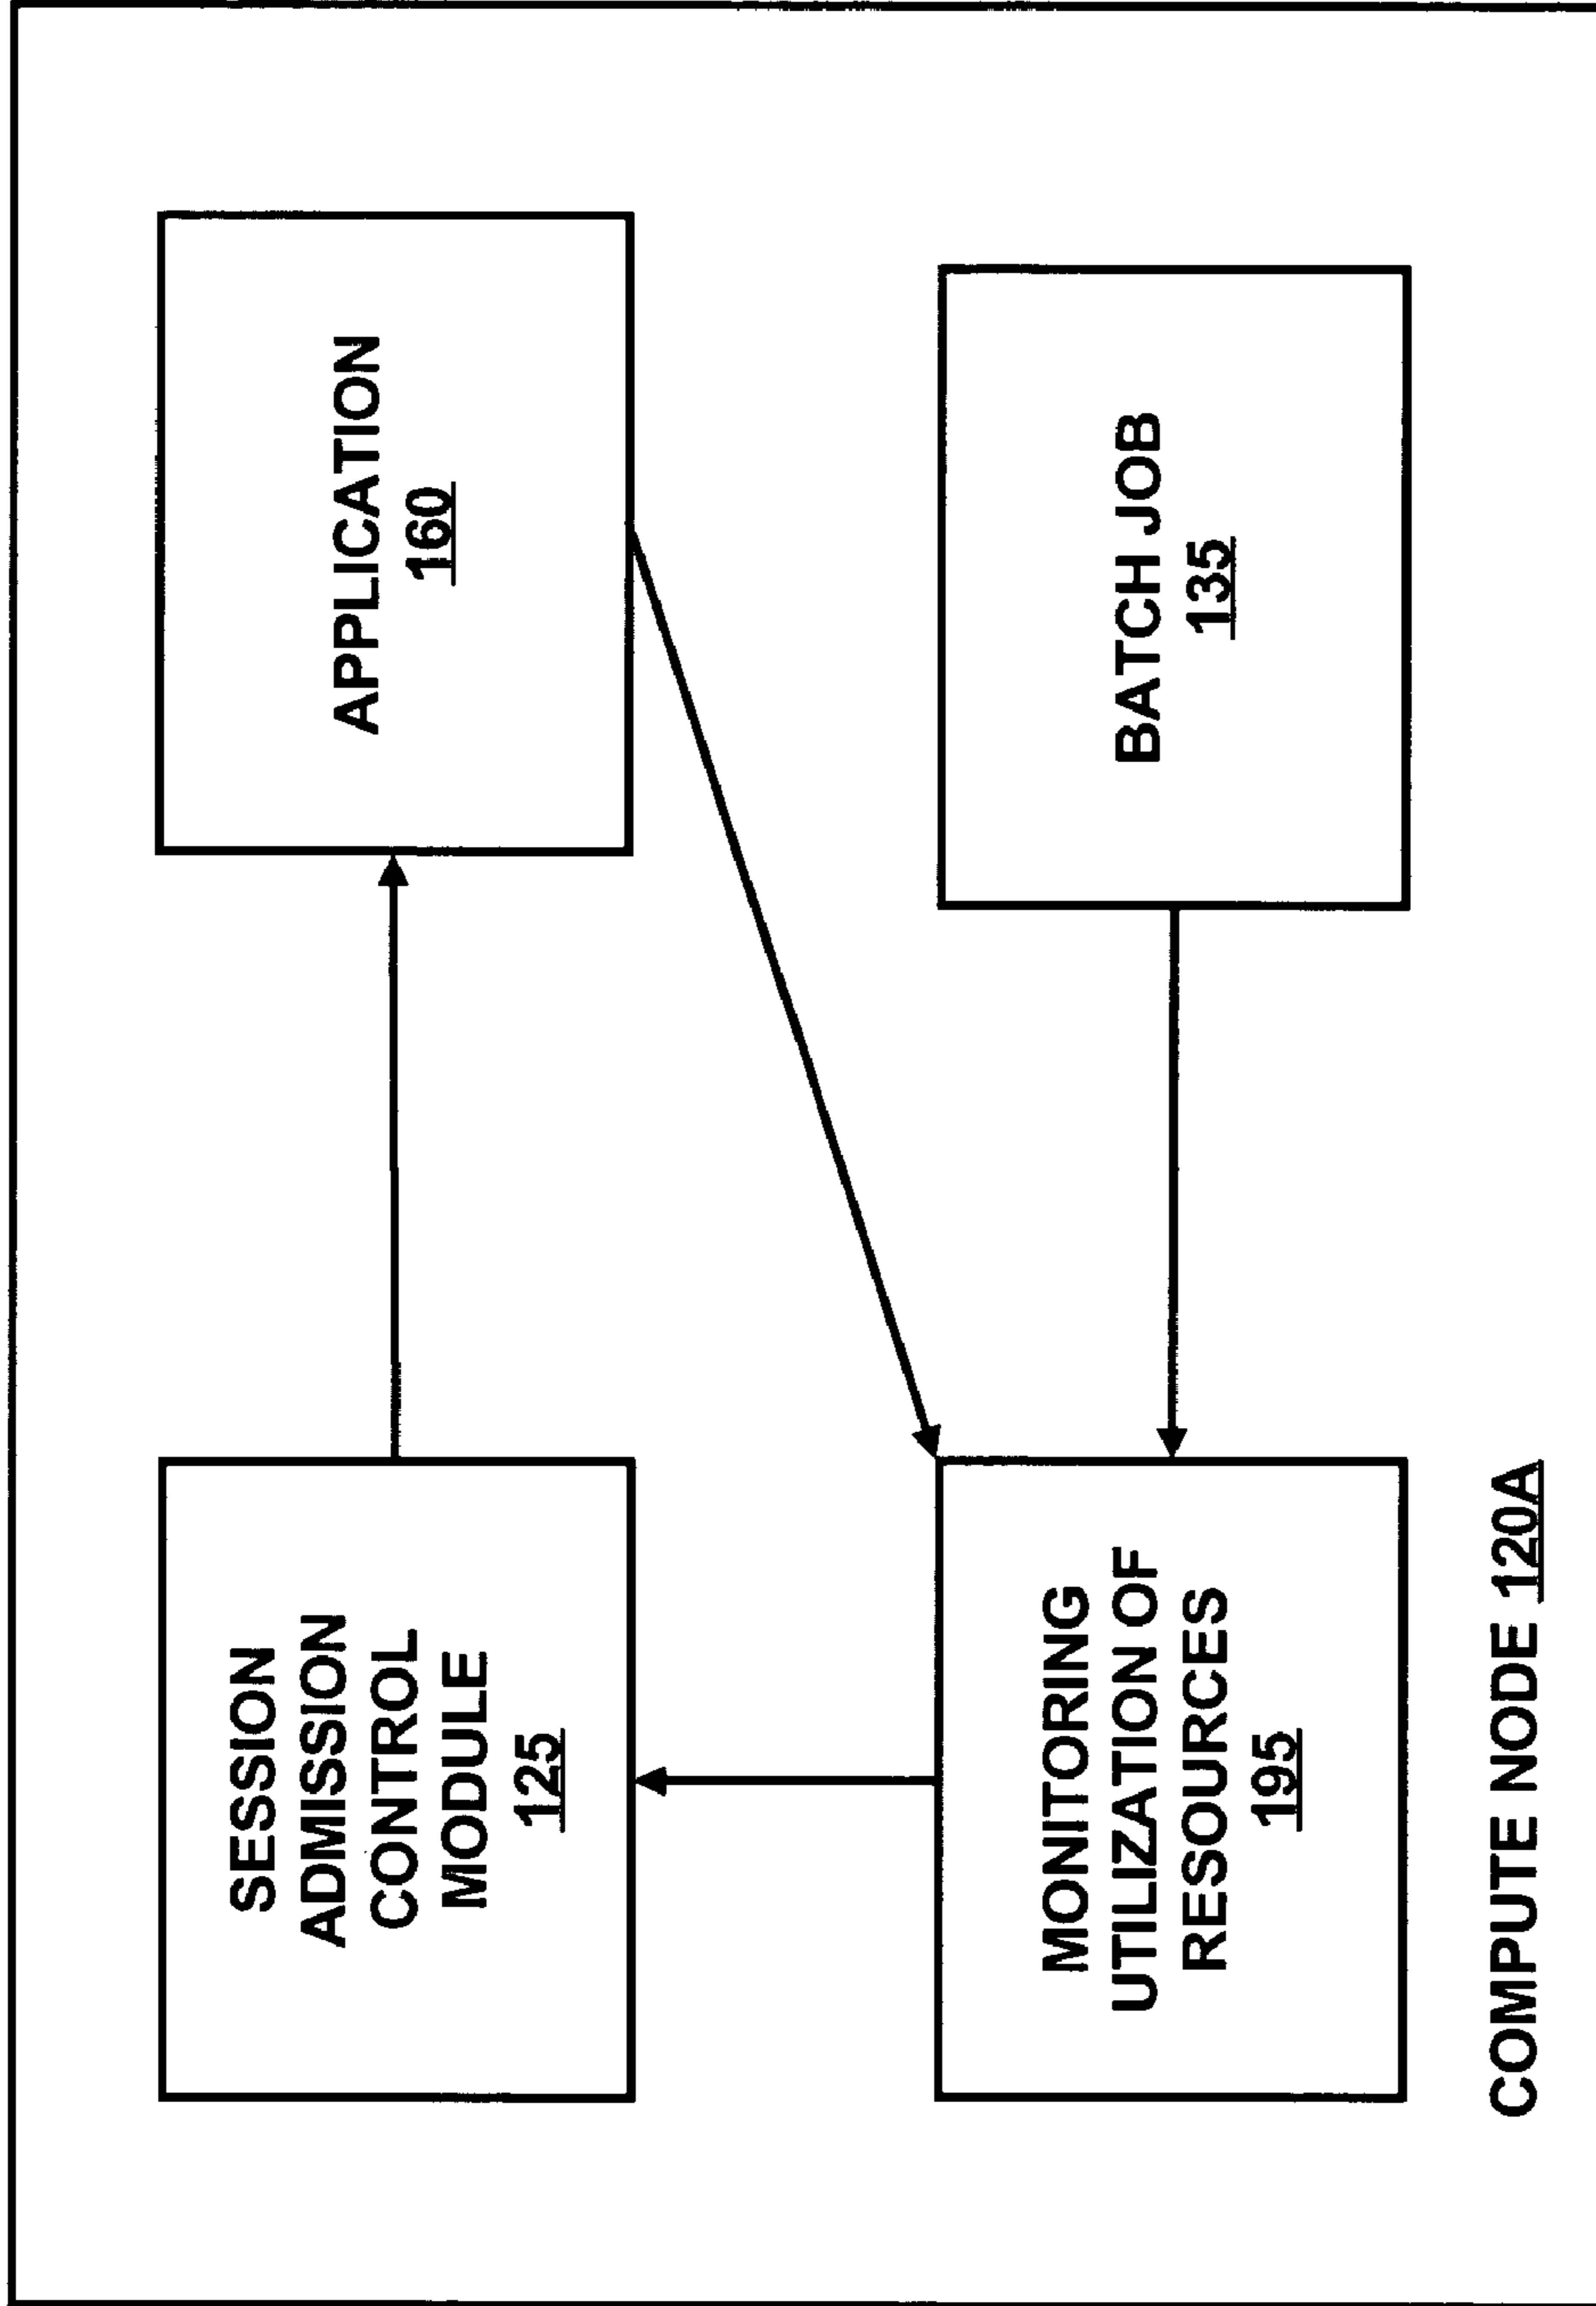 SESSION
ADMISSION
CONTROL
MODULE
125
APPLICATION
160
MONITORING
UTILIZATION OF
RESOURCES
195
BATCH JOB
135
COMPUTE NODE 120A